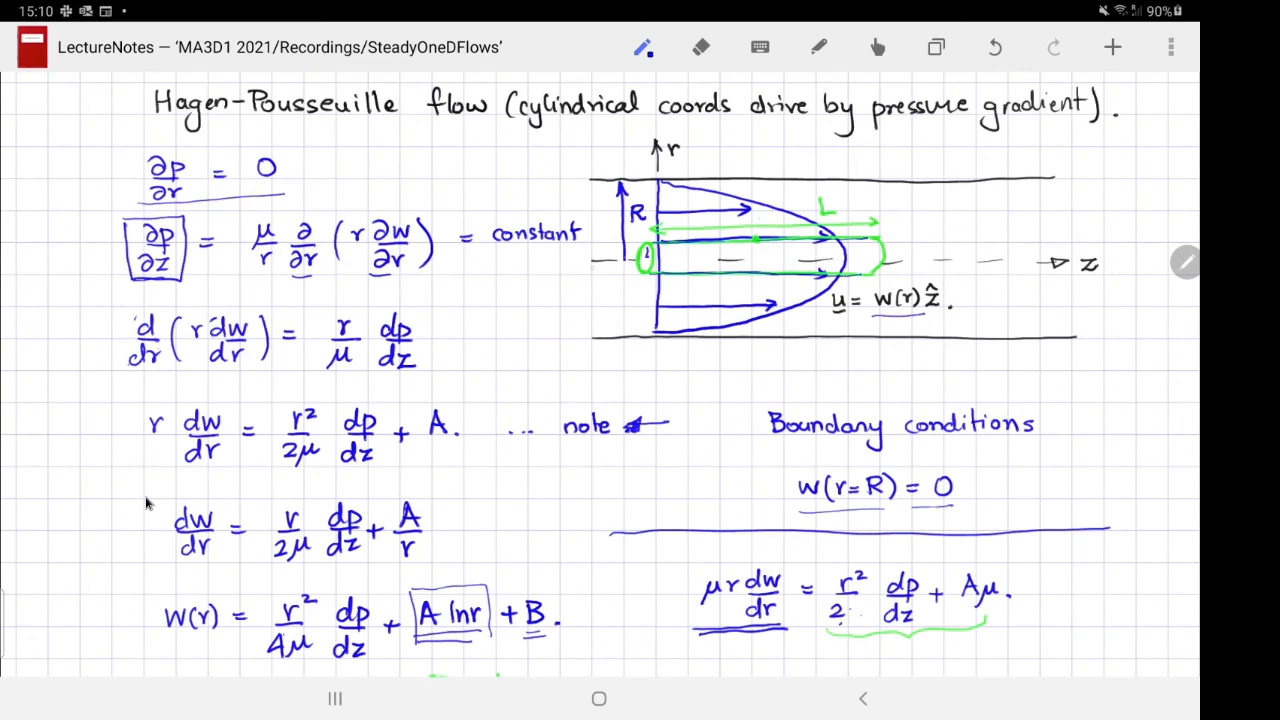 15:10 90%
LectureNotes — ‘MA3D1 2021/Recordings/SteadyOneDFlows’
Hagen-Pousseuille flow (cylindrical coords drive by pressure gradient).
∂p/∂r = 0
∂p/∂z = μ/r ∂/∂r (r ∂w/∂r) = constant
d/dr (r dw/dr) = r/μ dp/dz
r dw/dr = r²/2μ dp/dz + A. ... note
dw/dr = r/2μ dp/dz + A/r
w(r) = r²/4μ dp/dz + A ln r + B.
r
R
L
z
u = w(r) ẑ.
Boundary conditions
w(r=R) = 0
μr dw/dr = r²/2 dp/dz + Aμ.